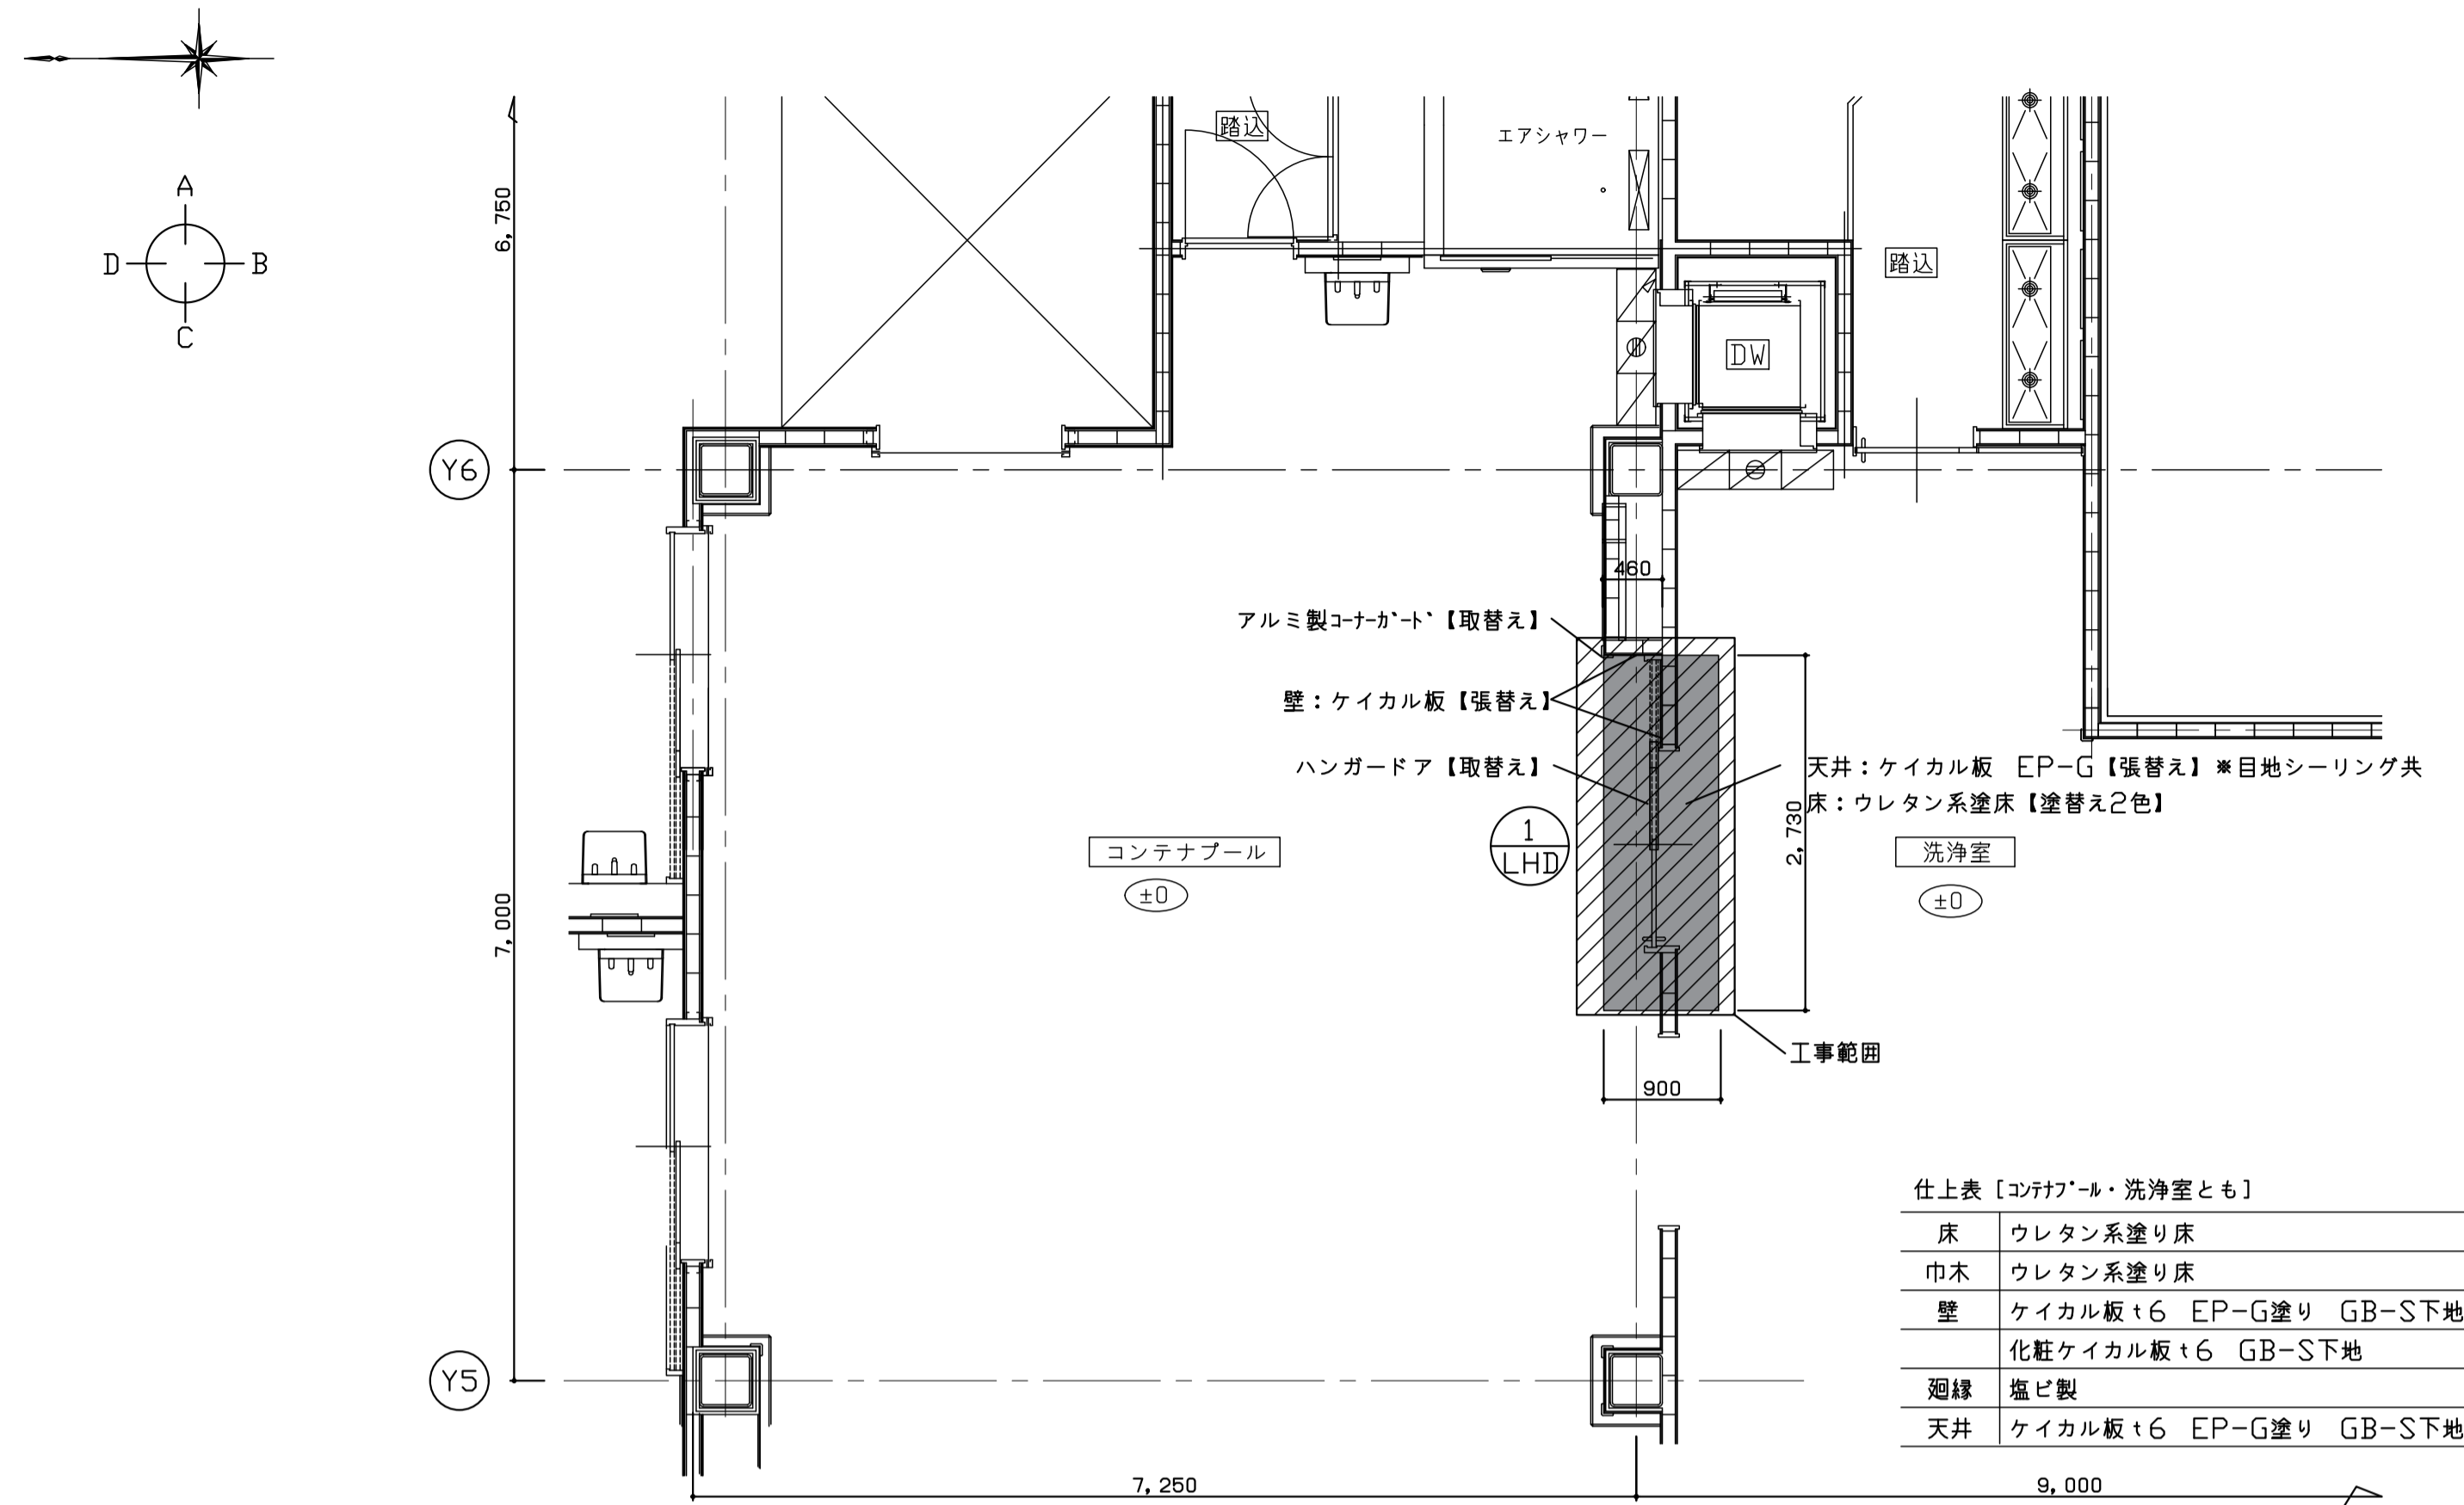 踏込
エアシャワー
A
D
B
C
6,750
踏込
DW
Y6
460
アルミ製ｺｰﾅｰｶﾞｰﾄﾞ【取替え】
壁：ケイカル板【張替え】
ハンガードア【取替え】
天井：ケイカル板 EP-G【張替え】※目地シーリング共
床：ウレタン系塗床【塗替え2色】
2,730
1
LHD
コンテナプール
±0
洗浄室
±0
7,000
工事範囲
900
仕上表［ｺﾝﾃﾅﾌﾟｰﾙ・洗浄室とも］
床 ウレタン系塗り床
巾木 ウレタン系塗り床
壁 ケイカル板t6 EP-G塗り GB-S下地
化粧ケイカル板t6 GB-S下地
廻縁 塩ビ製
天井 ケイカル板t6 EP-G塗り GB-S下地
Y5
7,250
9,000